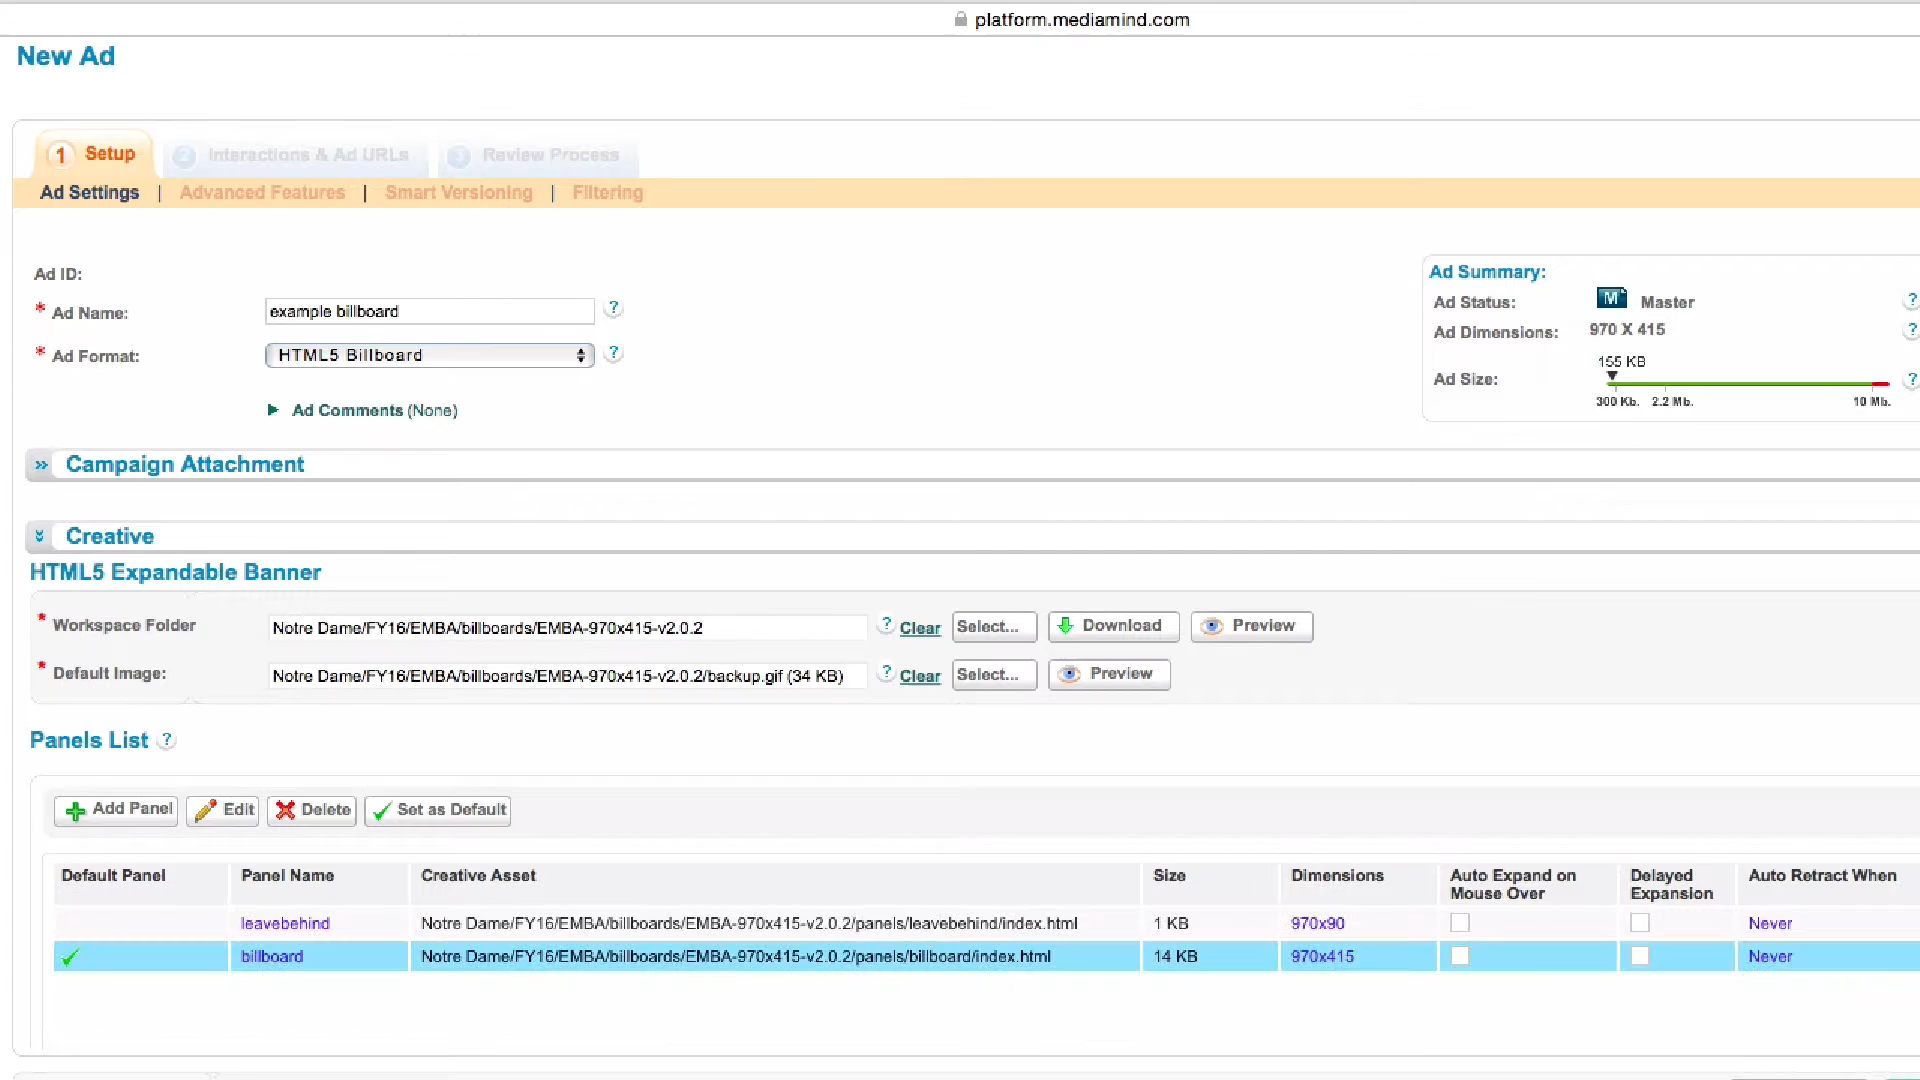 platform.mediamind.com
New Ad
1 Setup 2 Interactions & Ad URLs 3 Review Process
Ad Settings | Advanced Features | Smart Versioning | Filtering
Ad ID:
* Ad Name: example billboard ?
* Ad Format: HTML5 Billboard ?
Ad Comments (None)
Ad Summary:
Ad Status: M Master ?
Ad Dimensions: 970 X 415 ?
155 KB
Ad Size: ?
300 Kb. 2.2 Mb. 10 Mb.
Campaign Attachment
Creative
HTML5 Expandable Banner
* Workspace Folder Notre Dame/FY16/EMBA/billboards/EMBA-970x415-v2.0.2 ? Clear Select... Download Preview
* Default Image: Notre Dame/FY16/EMBA/billboards/EMBA-970x415-v2.0.2/backup.gif (34 KB) ? Clear Select... Preview
Panels List ?
Add Panel Edit Delete Set as Default
Default Panel Panel Name Creative Asset Size Dimensions Auto Expand on Mouse Over Delayed Expansion Auto Retract When
leavebehind Notre Dame/FY16/EMBA/billboards/EMBA-970x415-v2.0.2/panels/leavebehind/index.html 1 KB 970x90 Never
billboard Notre Dame/FY16/EMBA/billboards/EMBA-970x415-v2.0.2/panels/billboard/index.html 14 KB 970x415 Never